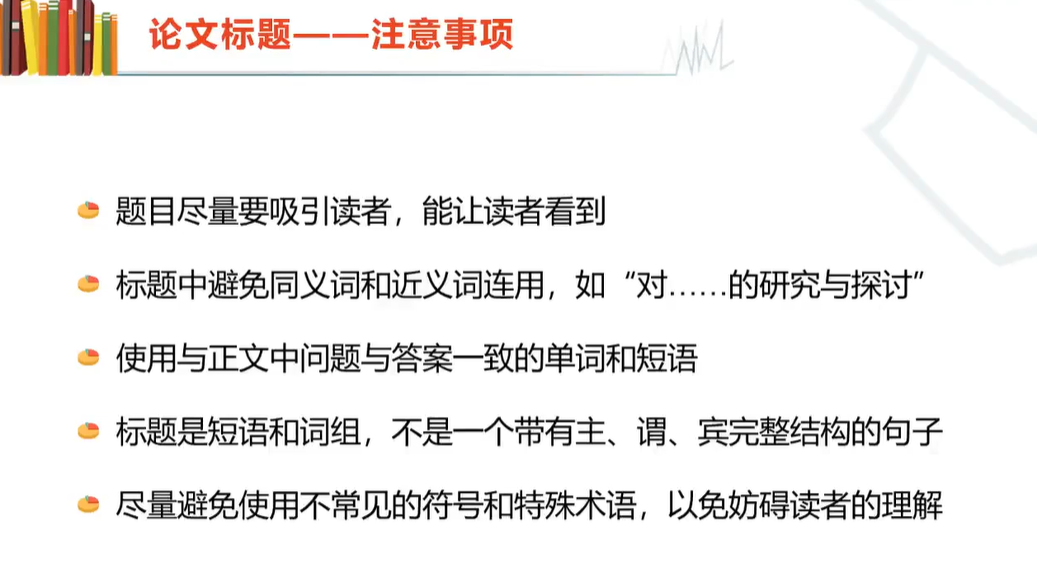 论文标题——注意事项
题目尽量要吸引读者，能让读者看到
标题中避免同义词和近义词连用，如“对……的研究与探讨”
使用与正文中问题与答案一致的单词和短语
标题是短语和词组，不是一个带有主、谓、宾完整结构的句子
尽量避免使用不常见的符号和特殊术语，以免妨碍读者的理解